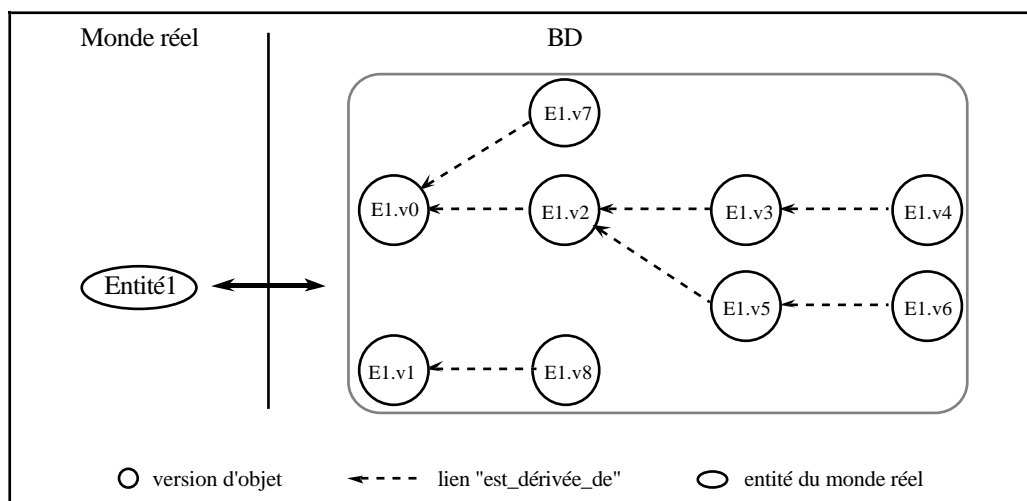 Monde réel
BD
E1.v7
E1.v0
E1.v2
E1.v3
E1.v4
Entité1
E1.v5
E1.v6
E1.v1
E1.v8
version d'objet
lien "est_dérivée_de"
entité du monde réel